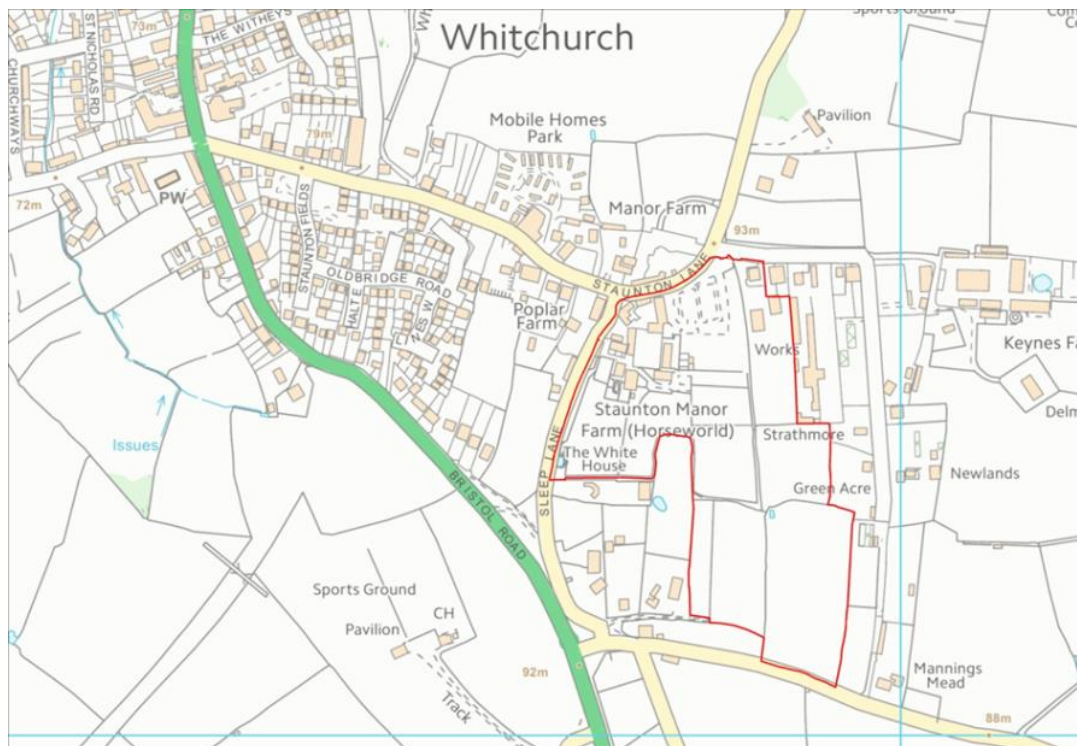 Sports Ground
73m
THE WITHEYS
ST NICHOLAS RD
CHURCHWAYS
Whitchurch
Pavilion
Mobile Homes
Park
79m
72m
PW
Manor Farm
93m
STAUNTON FIELDS
OLDBRIDGE ROAD
STAUNTON LANE
Poplar
Farm
Works
Keynes Fa
Staunton Manor
Farm (Horseworld)
Strathmore
The White
House
Issues
SLEEP LANE
BRISTOL ROAD
Green Acre
Newlands
Sports Ground
CH
Pavilion
92m
Track
Mannings
Mead
88m